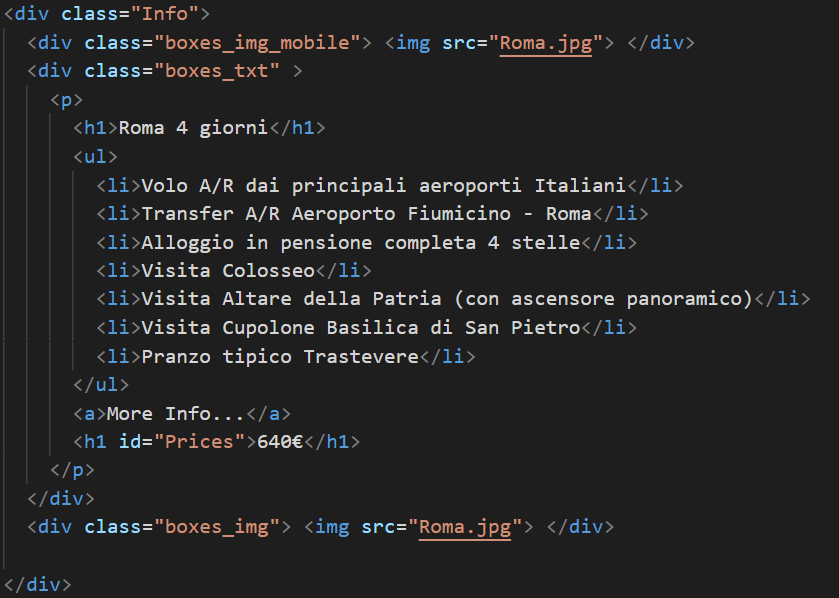 <div class="Info">
<div class="boxes_img_mobile"> <img src="Roma.jpg"> </div>
<div class="boxes_txt" >
<p>
<h1>Roma 4 giorni</h1>
<ul>
<li>Volo A/R dai principali aeroporti Italiani</li>
<li>Transfer A/R Aeroporto Fiumicino - Roma</li>
<li>Alloggio in pensione completa 4 stelle</li>
<li>Visita Colosseo</li>
<li>Visita Altare della Patria (con ascensore panoramico)</li>
<li>Visita Cupolone Basilica di San Pietro</li>
<li>Pranzo tipico Trastevere</li>
</ul>
<a>More Info...</a>
<h1 id="Prices">640€</h1>
</p>
</div>
<div class="boxes_img"> <img src="Roma.jpg"> </div>
</div>